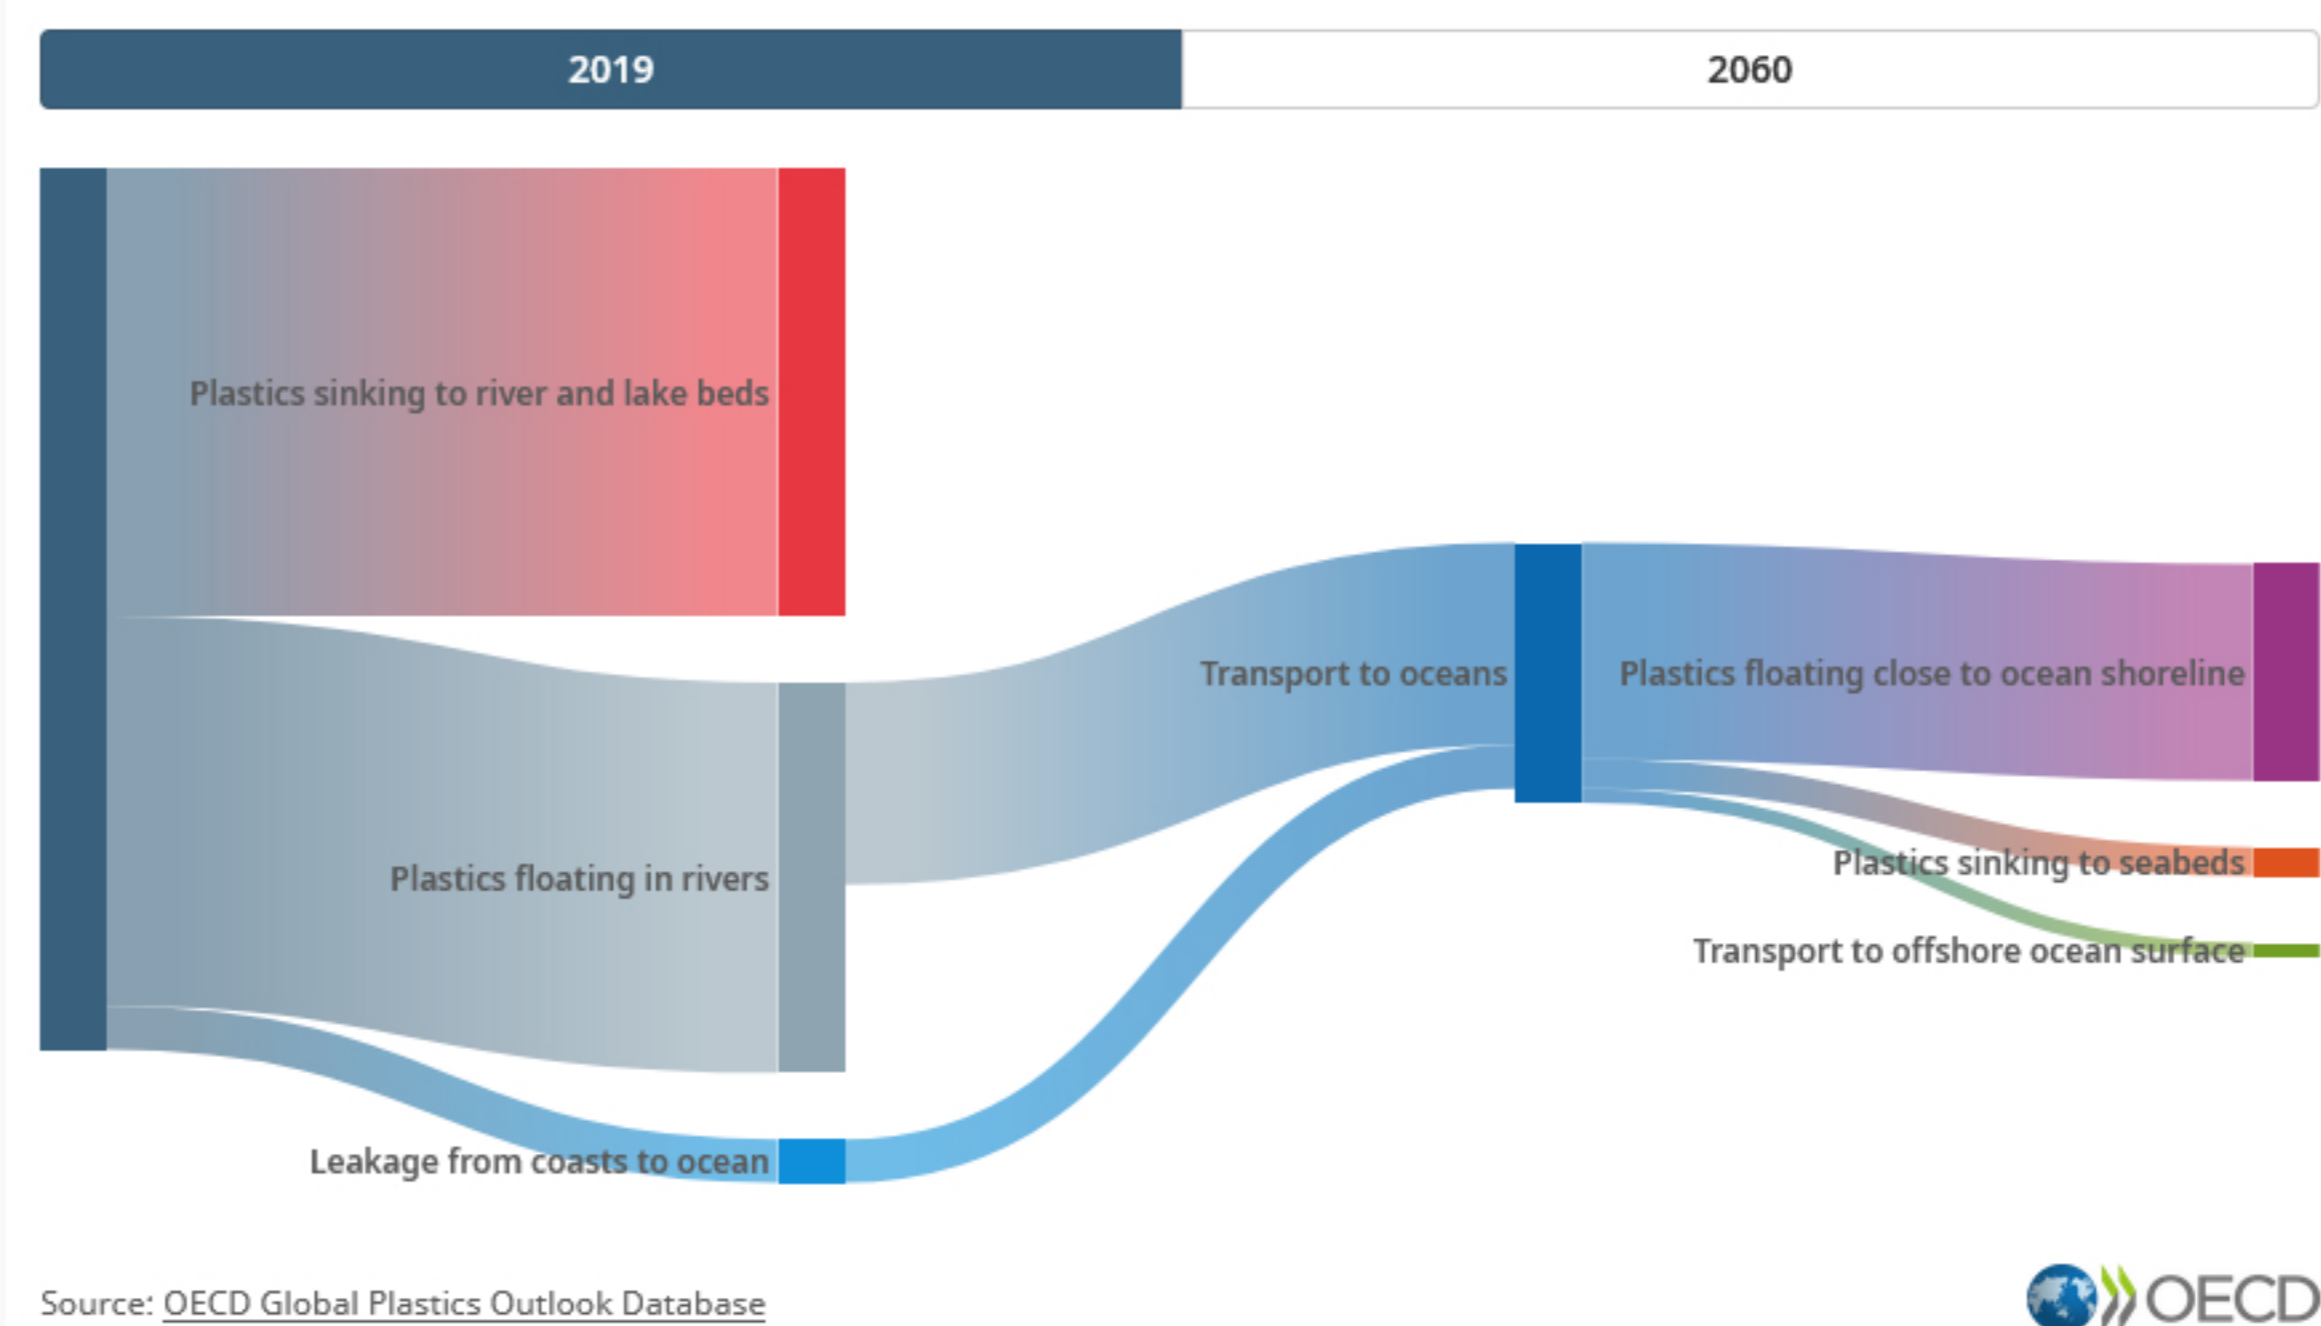 2019
2060
Plastics sinking to river and lake beds
Transport to oceans
Plastics floating close to ocean shoreline
Plastics floating in rivers
Plastics sinking to seabeds
Transport to offshore ocean surface
Leakage from coasts to ocean
Source: OECD Global Plastics Outlook Database
OECD